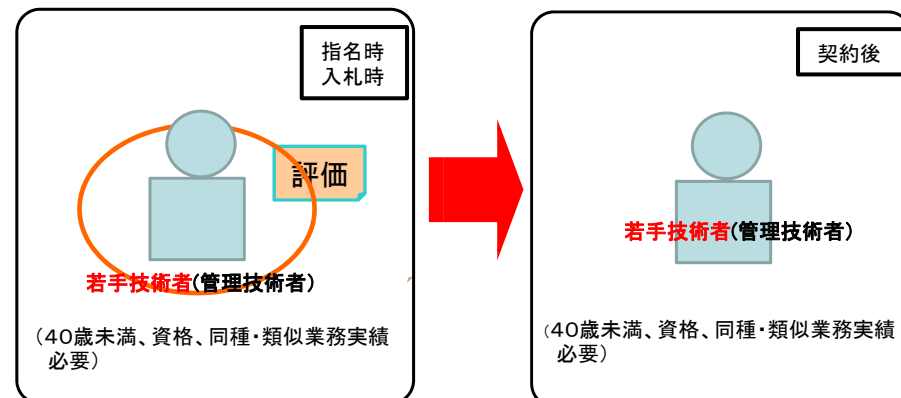 指名時
入札時
評価
若手技術者(管理技術者)
（40歳未満、資格、同種・類似業務実績
必要）
契約後
若手技術者(管理技術者)
（40歳未満、資格、同種・類似業務実績
必要）